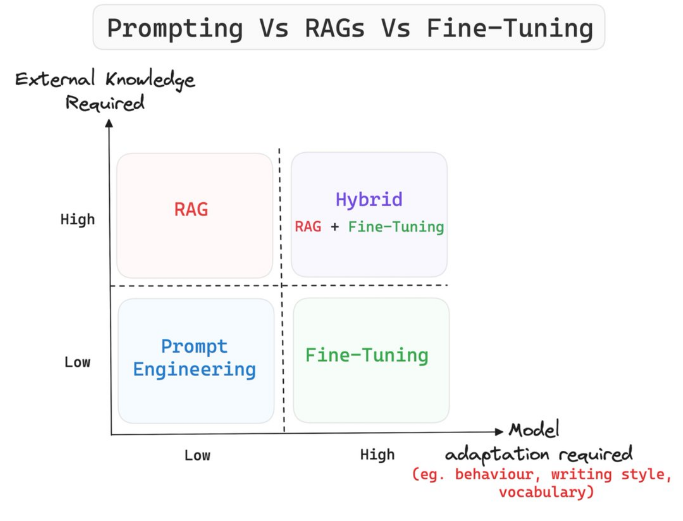 Prompting Vs RAGs Vs Fine-Tuning
External Knowledge
Required
High
RAG
Hybrid
RAG + Fine-Tuning
Low
Prompt
Engineering
Fine-Tuning
Low
High
Model
adaptation required
(eg. behaviour, writing style,
vocabulary)